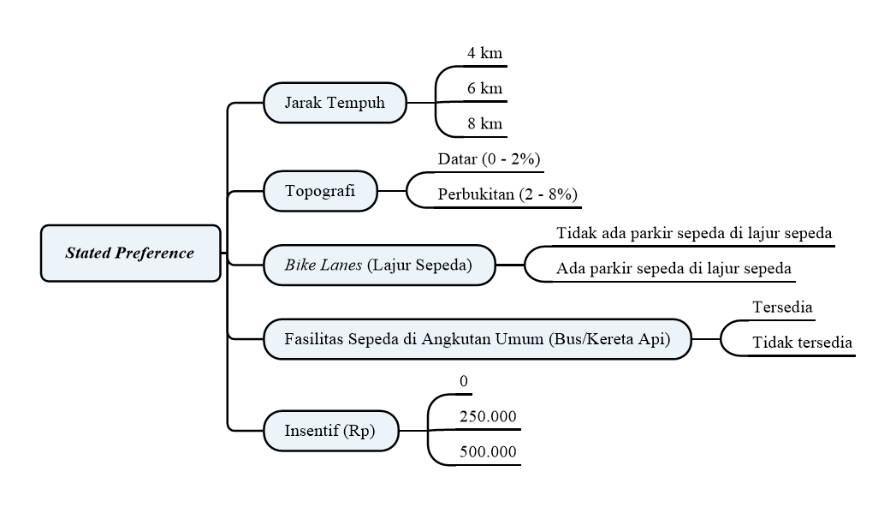 Stated Preference
Jarak Tempuh
4 km
6 km
8 km
Topografi
Datar (0 - 2%)
Perbukitan (2 - 8%)
Bike Lanes (Lajur Sepeda)
Tidak ada parkir sepeda di lajur sepeda
Ada parkir sepeda di lajur sepeda
Fasilitas Sepeda di Angkutan Umum (Bus/Kereta Api)
Tersedia
Tidak tersedia
Insentif (Rp)
0
250.000
500.000